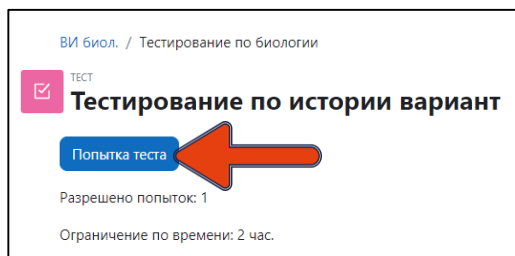 ВИ биол. / Тестирование по биологии
ТЕСТ
Тестирование по истории вариант
Попытка теста
Разрешено попыток: 1
Ограничение по времени: 2 час.